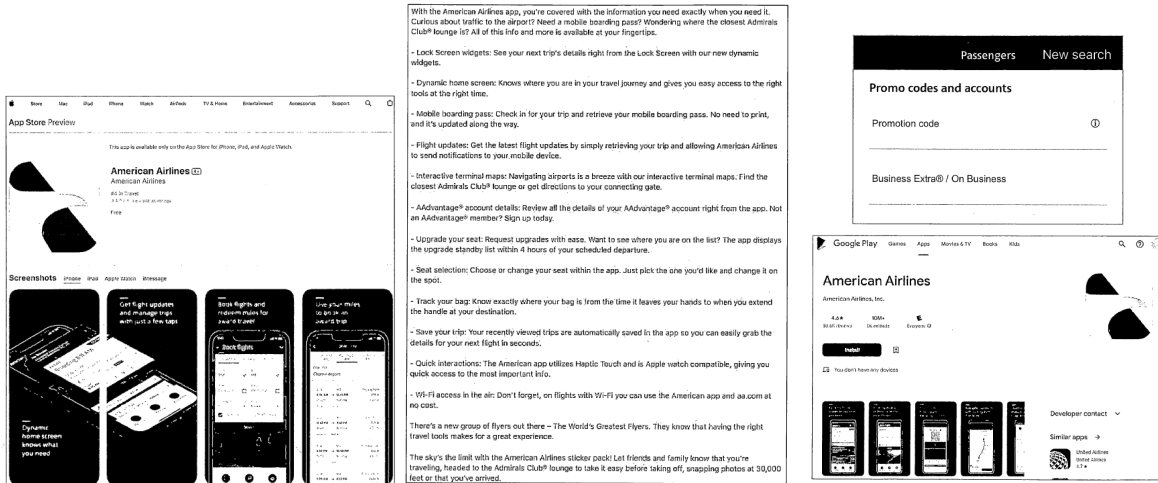 Store Mac iPad iPhone Watch AirPods TV & Home Entertainment Accessories Support
App Store Preview
This app is available only on the App Store for iPhone, iPad, and Apple Watch.
American Airlines 4+
American Airlines
in Travel
Free
Screenshots iPhone iPad Apple Watch iMessage
Dynamic
home screen
knows what
you need
Get flight updates
and manage trips
with just a few taps
Book flights and
redeem miles for
award travel
Book flights
Use your miles
to book an
award trip
With the American Airlines app, you're covered with the information you need exactly when you need it.
Curious about traffic to the airport? Need a mobile boarding pass? Wondering where the closest Admirals
Club® lounge is? All of this info and more is available at your fingertips.
- Lock Screen widgets: See your next trip's details right from the Lock Screen with our new dynamic
widgets.
- Dynamic home screen: Knows where you are in your travel journey and gives you easy access to the right
tools at the right time.
- Mobile boarding pass: Check in for your trip and retrieve your mobile boarding pass. No need to print,
and it's updated along the way.
- Flight updates: Get the latest flight updates by simply retrieving your trip and allowing American Airlines
to send notifications to your mobile device.
- Interactive terminal maps: Navigating airports is a breeze with our interactive terminal maps. Find the
closest Admirals Club® lounge or get directions to your connecting gate.
- AAdvantage® account details: Review all the details of your AAdvantage® account right from the app. Not
an AAdvantage® member? Sign up today.
- Upgrade your seat: Request upgrades with ease. Want to see where you are on the list? The app displays
the upgrade standby list within 4 hours of your scheduled departure.
- Seat selection: Choose or change your seat within the app. Just pick the one you'd like and change it on
the spot.
- Track your bag: Know exactly where your bag is from the time it leaves your hands to when you extend
the handle at your destination.
- Save your trip: Your recently viewed trips are automatically saved in the app so you can easily grab the
details for your next flight in seconds.
- Quick interactions: The American app utilizes Haptic Touch and is Apple watch compatible, giving you
quick access to the most important info.
- Wi-Fi access in the air: Don't forget, on flights with Wi-Fi you can use the American app and aa.com at
no cost.
There's a new group of flyers out there – The World's Greatest Flyers. They know that having the right
travel tools makes for a great experience.
The sky's the limit with the American Airlines sticker pack! Let friends and family know that you're
traveling, headed to the Admirals Club® lounge to take it easy before taking off, snapping photos at 30,000
feet or that you've arrived.
Passengers New search
Promo codes and accounts
Promotion code
Business Extra® / On Business
Google Play Games Apps Movies & TV Books Kids
American Airlines
American Airlines, Inc.
4.6★ 10M+ E
reviews Downloads Everyone
Install
You don't have any devices
Developer contact
Similar apps
United Airlines
United Airlines
4.7★